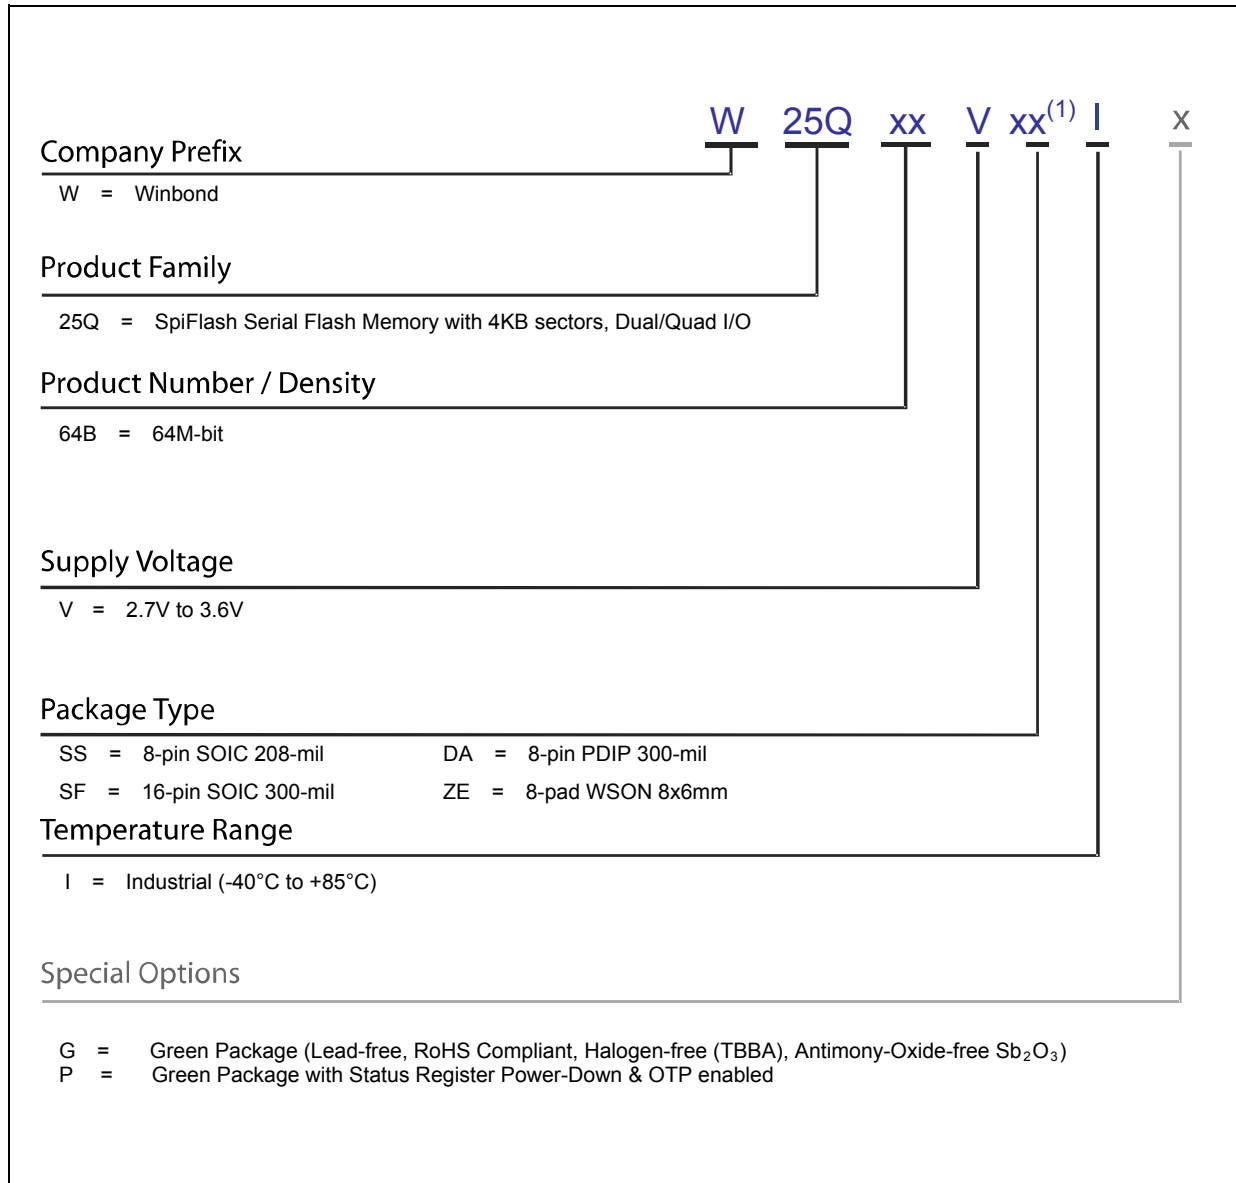 W 25Q xx V xx(1) I x
Company Prefix
W = Winbond
Product Family
25Q = SpiFlash Serial Flash Memory with 4KB sectors, Dual/Quad I/O
Product Number / Density
64B = 64M-bit
Supply Voltage
V = 2.7V to 3.6V
Package Type
SS = 8-pin SOIC 208-mil DA = 8-pin PDIP 300-mil
SF = 16-pin SOIC 300-mil ZE = 8-pad WSON 8x6mm
Temperature Range
I = Industrial (-40°C to +85°C)
Special Options
G = Green Package (Lead-free, RoHS Compliant, Halogen-free (TBBA), Antimony-Oxide-free Sb₂O₃)
P = Green Package with Status Register Power-Down & OTP enabled